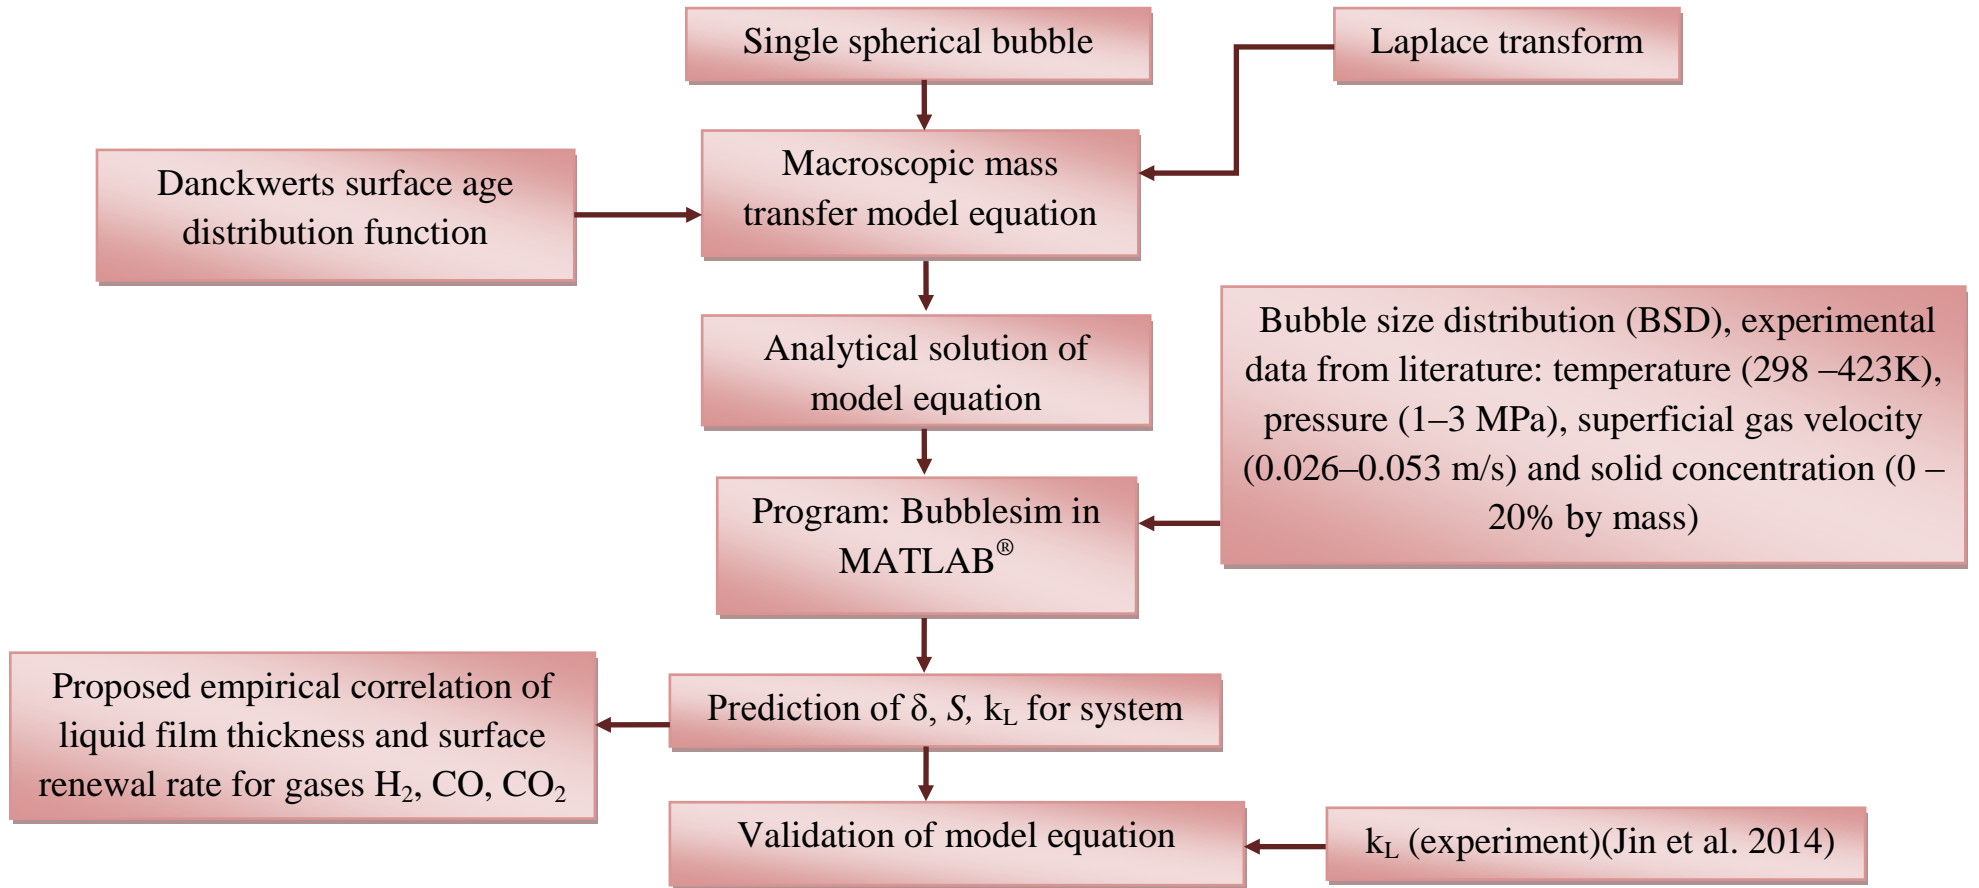 Single spherical bubble
Laplace transform
Macroscopic mass
transfer model equation
Danckwerts surface age
distribution function
Analytical solution of
model equation
Bubble size distribution (BSD), experimental
data from literature: temperature (298 –423K),
pressure (1–3 MPa), superficial gas velocity
(0.026–0.053 m/s) and solid concentration (0 –
20% by mass)
Program: Bubblesim in
MATLAB®
Proposed empirical correlation of
liquid film thickness and surface
renewal rate for gases H₂, CO, CO₂
Prediction of δ, S, k_L for system
Validation of model equation
k_L (experiment)(Jin et al. 2014)